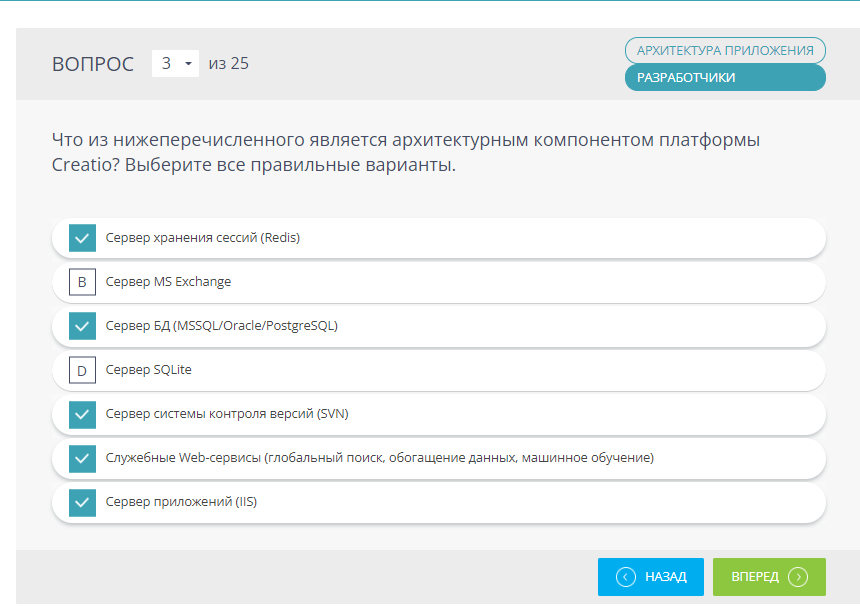 ВОПРОС 3 из 25
АРХИТЕКТУРА ПРИЛОЖЕНИЯ
РАЗРАБОТЧИКИ
Что из нижеперечисленного является архитектурным компонентом платформы
Creatio? Выберите все правильные варианты.
Сервер хранения сессий (Redis)
B Сервер MS Exchange
Сервер БД (MSSQL/Oracle/PostgreSQL)
D Сервер SQLite
Сервер системы контроля версий (SVN)
Служебные Web-сервисы (глобальный поиск, обогащение данных, машинное обучение)
Сервер приложений (IIS)
НАЗАД ВПЕРЕД